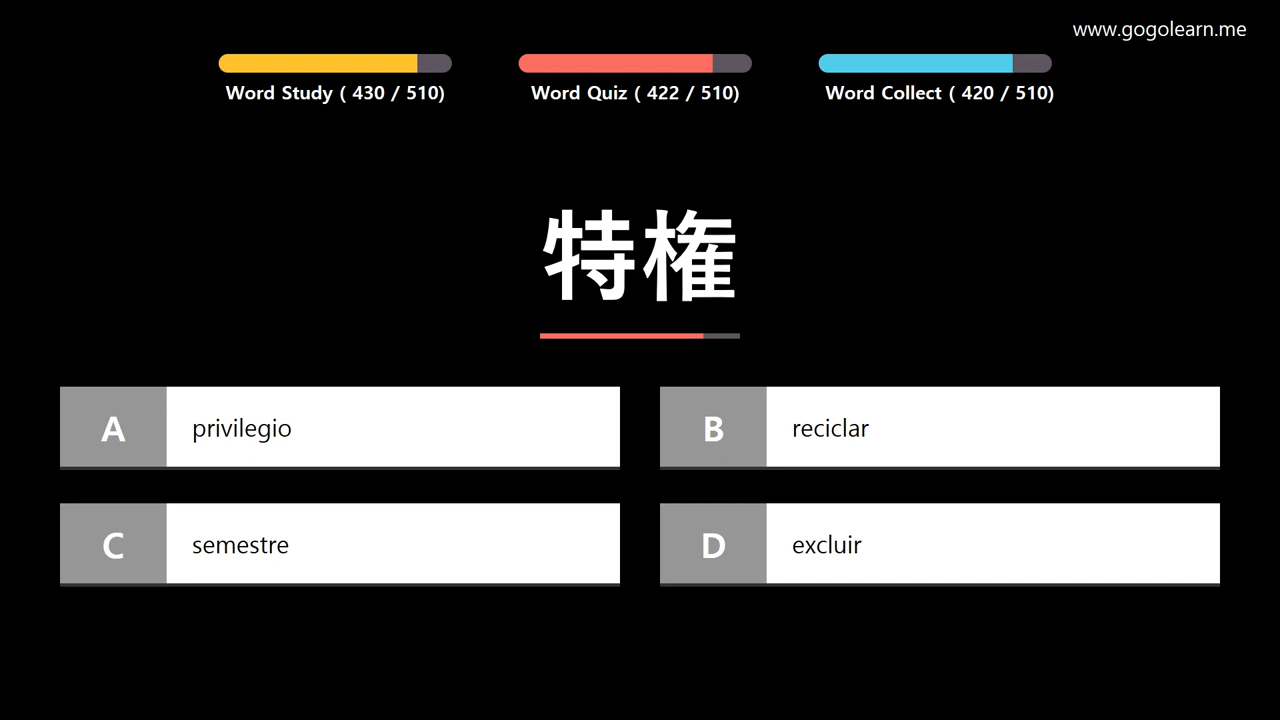 www.gogolearn.me
Word Study ( 430 / 510)
Word Quiz ( 422 / 510)
Word Collect ( 420 / 510)
特権
A privilegio
B reciclar
C semestre
D excluir